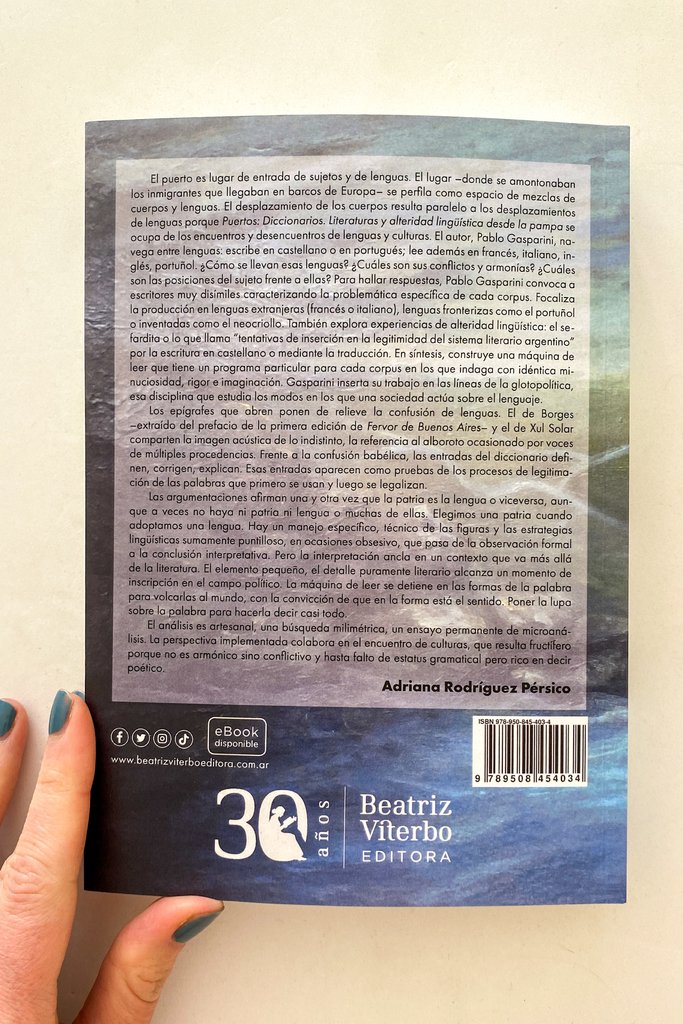 El puerto es lugar de entrada de sujetos y de lenguas. El lugar –donde se amontonaban
los inmigrantes que llegaban en barcos de Europa– se perfila como espacio de mezclas de
cuerpos y lenguas. El desplazamiento de los cuerpos resulta paralelo a los desplazamientos
de lenguas porque Puertos: Diccionarios. Literaturas y alteridad lingüística desde la pampa se
ocupa de los encuentros y desencuentros de lenguas y culturas. El autor, Pablo Gasparini, na-
vega entre lenguas: escribe en castellano o en portugués; lee además en francés, italiano, in-
glés, portuñol. ¿Cómo se llevan esas lenguas? ¿Cuáles son sus conflictos y armonías? ¿Cuáles
son las posiciones del sujeto frente a ellas? Para hallar respuestas, Pablo Gasparini convoca a
escritores muy disímiles caracterizando la problemática específica de cada corpus. Focaliza
la producción en lenguas extranjeras (francés o italiano), lenguas fronterizas como el portuñol
o inventadas como el neocriollo. También explora experiencias de alteridad lingüística: el se-
fardita o lo que llama "tentativas de inserción en la legitimidad del sistema literario argentino"
por la escritura en castellano o mediante la traducción. En síntesis, construye una máquina de
leer que tiene un programa particular para cada corpus en los que indaga con idéntica mi-
nuciosidad, rigor e imaginación. Gasparini inserta su trabajo en las líneas de la glotopolítica,
esa disciplina que estudia los modos en los que una sociedad actúa sobre el lenguaje.
Los epígrafes que abren ponen de relieve la confusión de lenguas. El de Borges
–extraído del prefacio de la primera edición de Fervor de Buenos Aires– y el de Xul Solar
comparten la imagen acústica de lo indistinto, la referencia al alboroto ocasionado por voces
de múltiples procedencias. Frente a la confusión babélica, las entradas del diccionario defi-
nen, corrigen, explican. Esas entradas aparecen como pruebas de los procesos de legitima-
ción de las palabras que primero se usan y luego se legalizan.
Las argumentaciones afirman una y otra vez que la patria es la lengua o viceversa, aun-
que a veces no haya ni patria ni lengua o muchas de ellas. Elegimos una patria cuando
adoptamos una lengua. Hay un manejo específico, técnico de las figuras y las estrategias
lingüísticas sumamente puntilloso, en ocasiones obsesivo, que pasa de la observación formal
a la conclusión interpretativa. Pero la interpretación ancla en un contexto que va más allá
de la literatura. El elemento pequeño, el detalle puramente literario alcanza un momento de
inscripción en el campo político. La máquina de leer se detiene en las formas de la palabra
para volcarlas al mundo, con la convicción de que en la forma está el sentido. Poner la lupa
sobre la palabra para hacerla decir casi todo.
El análisis es artesanal, una búsqueda milimétrica, un ensayo permanente de microaná-
lisis. La perspectiva implementada colabora en el encuentro de culturas, que resulta fructífero
porque no es armónico sino conflictivo y hasta falto de estatus gramatical pero rico en decir
poético.
Adriana Rodríguez Pérsico
eBook
disponible
www.beatrizviterboeditora.com.ar
ISBN 978-950-845-403-4
9 789508 454034
30 años
Beatriz
Viterbo
EDITORA